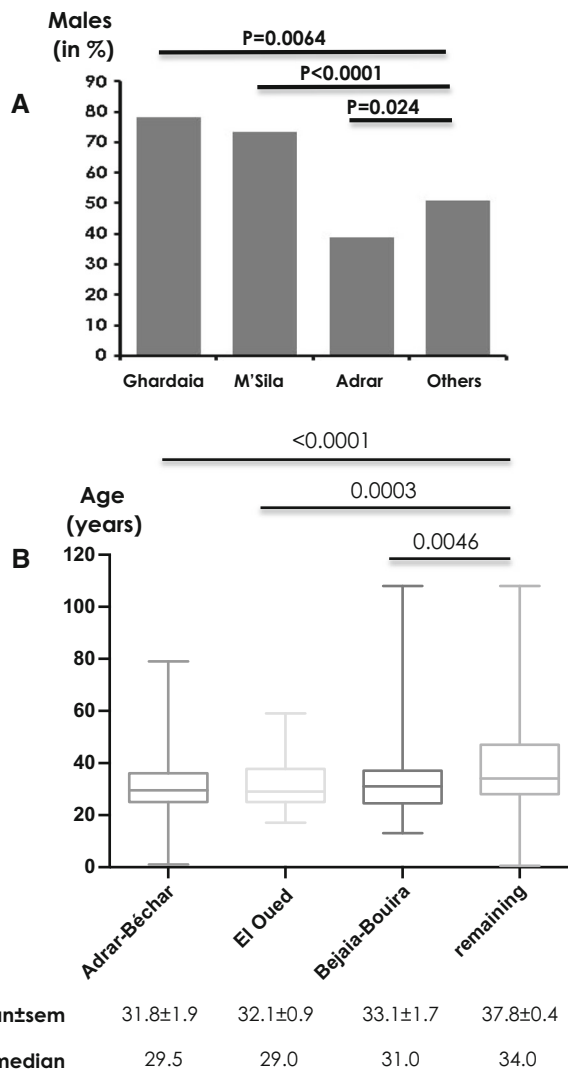 Males
(in %)
P=0.0064
P<0.0001
P=0.024
A
90
80
70
60
50
40
30
20
10
0
Ghardaia M'Sila Adrar Others
<0.0001
0.0003
0.0046
Age
(years)
B
120
100
80
60
40
20
0
Adrar-Béchar El Oued Bejaia-Bouira remaining
n±sem 31.8±1.9 32.1±0.9 33.1±1.7 37.8±0.4
median 29.5 29.0 31.0 34.0